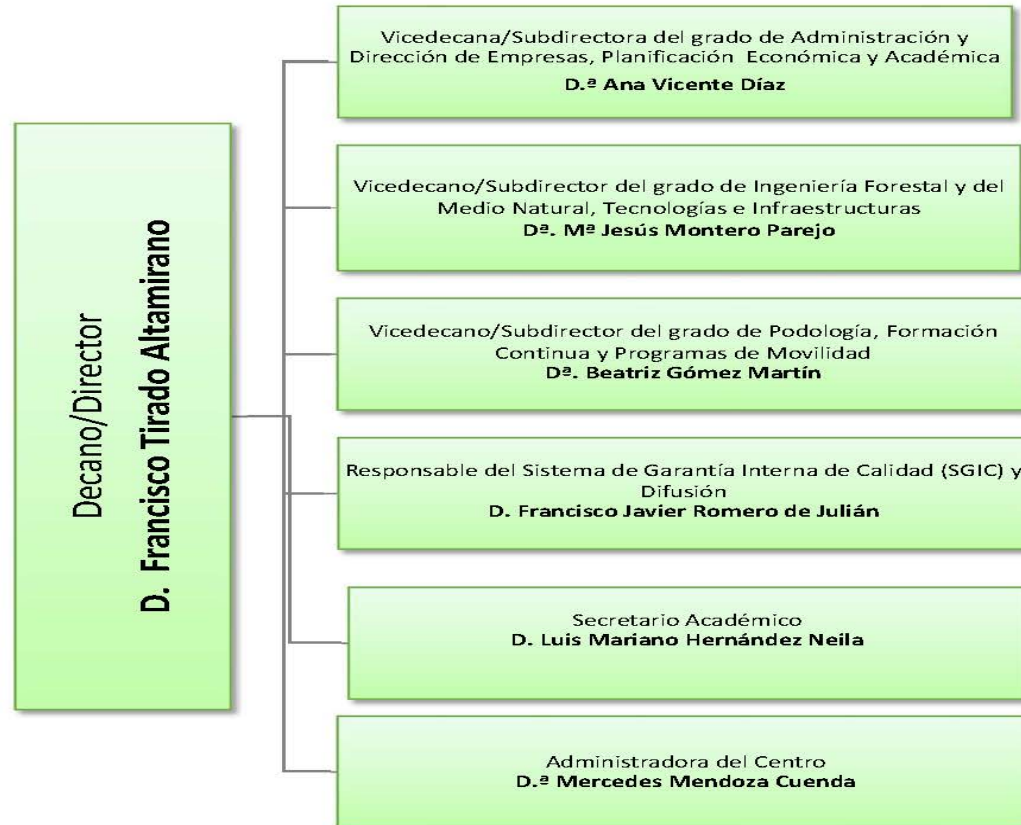 Decano/Director
D. Francisco Tirado Altamirano
Vicedecana/Subdirectora del grado de Administración y
Dirección de Empresas, Planificación Económica y Académica
D.ª Ana Vicente Díaz
Vicedecano/Subdirector del grado de Ingeniería Forestal y del
Medio Natural, Tecnologías e Infraestructuras
Dª. Mª Jesús Montero Parejo
Vicedecano/Subdirector del grado de Podología, Formación
Continua y Programas de Movilidad
Dª. Beatriz Gómez Martín
Responsable del Sistema de Garantía Interna de Calidad (SGIC) y
Difusión
D. Francisco Javier Romero de Julián
Secretario Académico
D. Luis Mariano Hernández Neila
Administradora del Centro
D.ª Mercedes Mendoza Cuenda